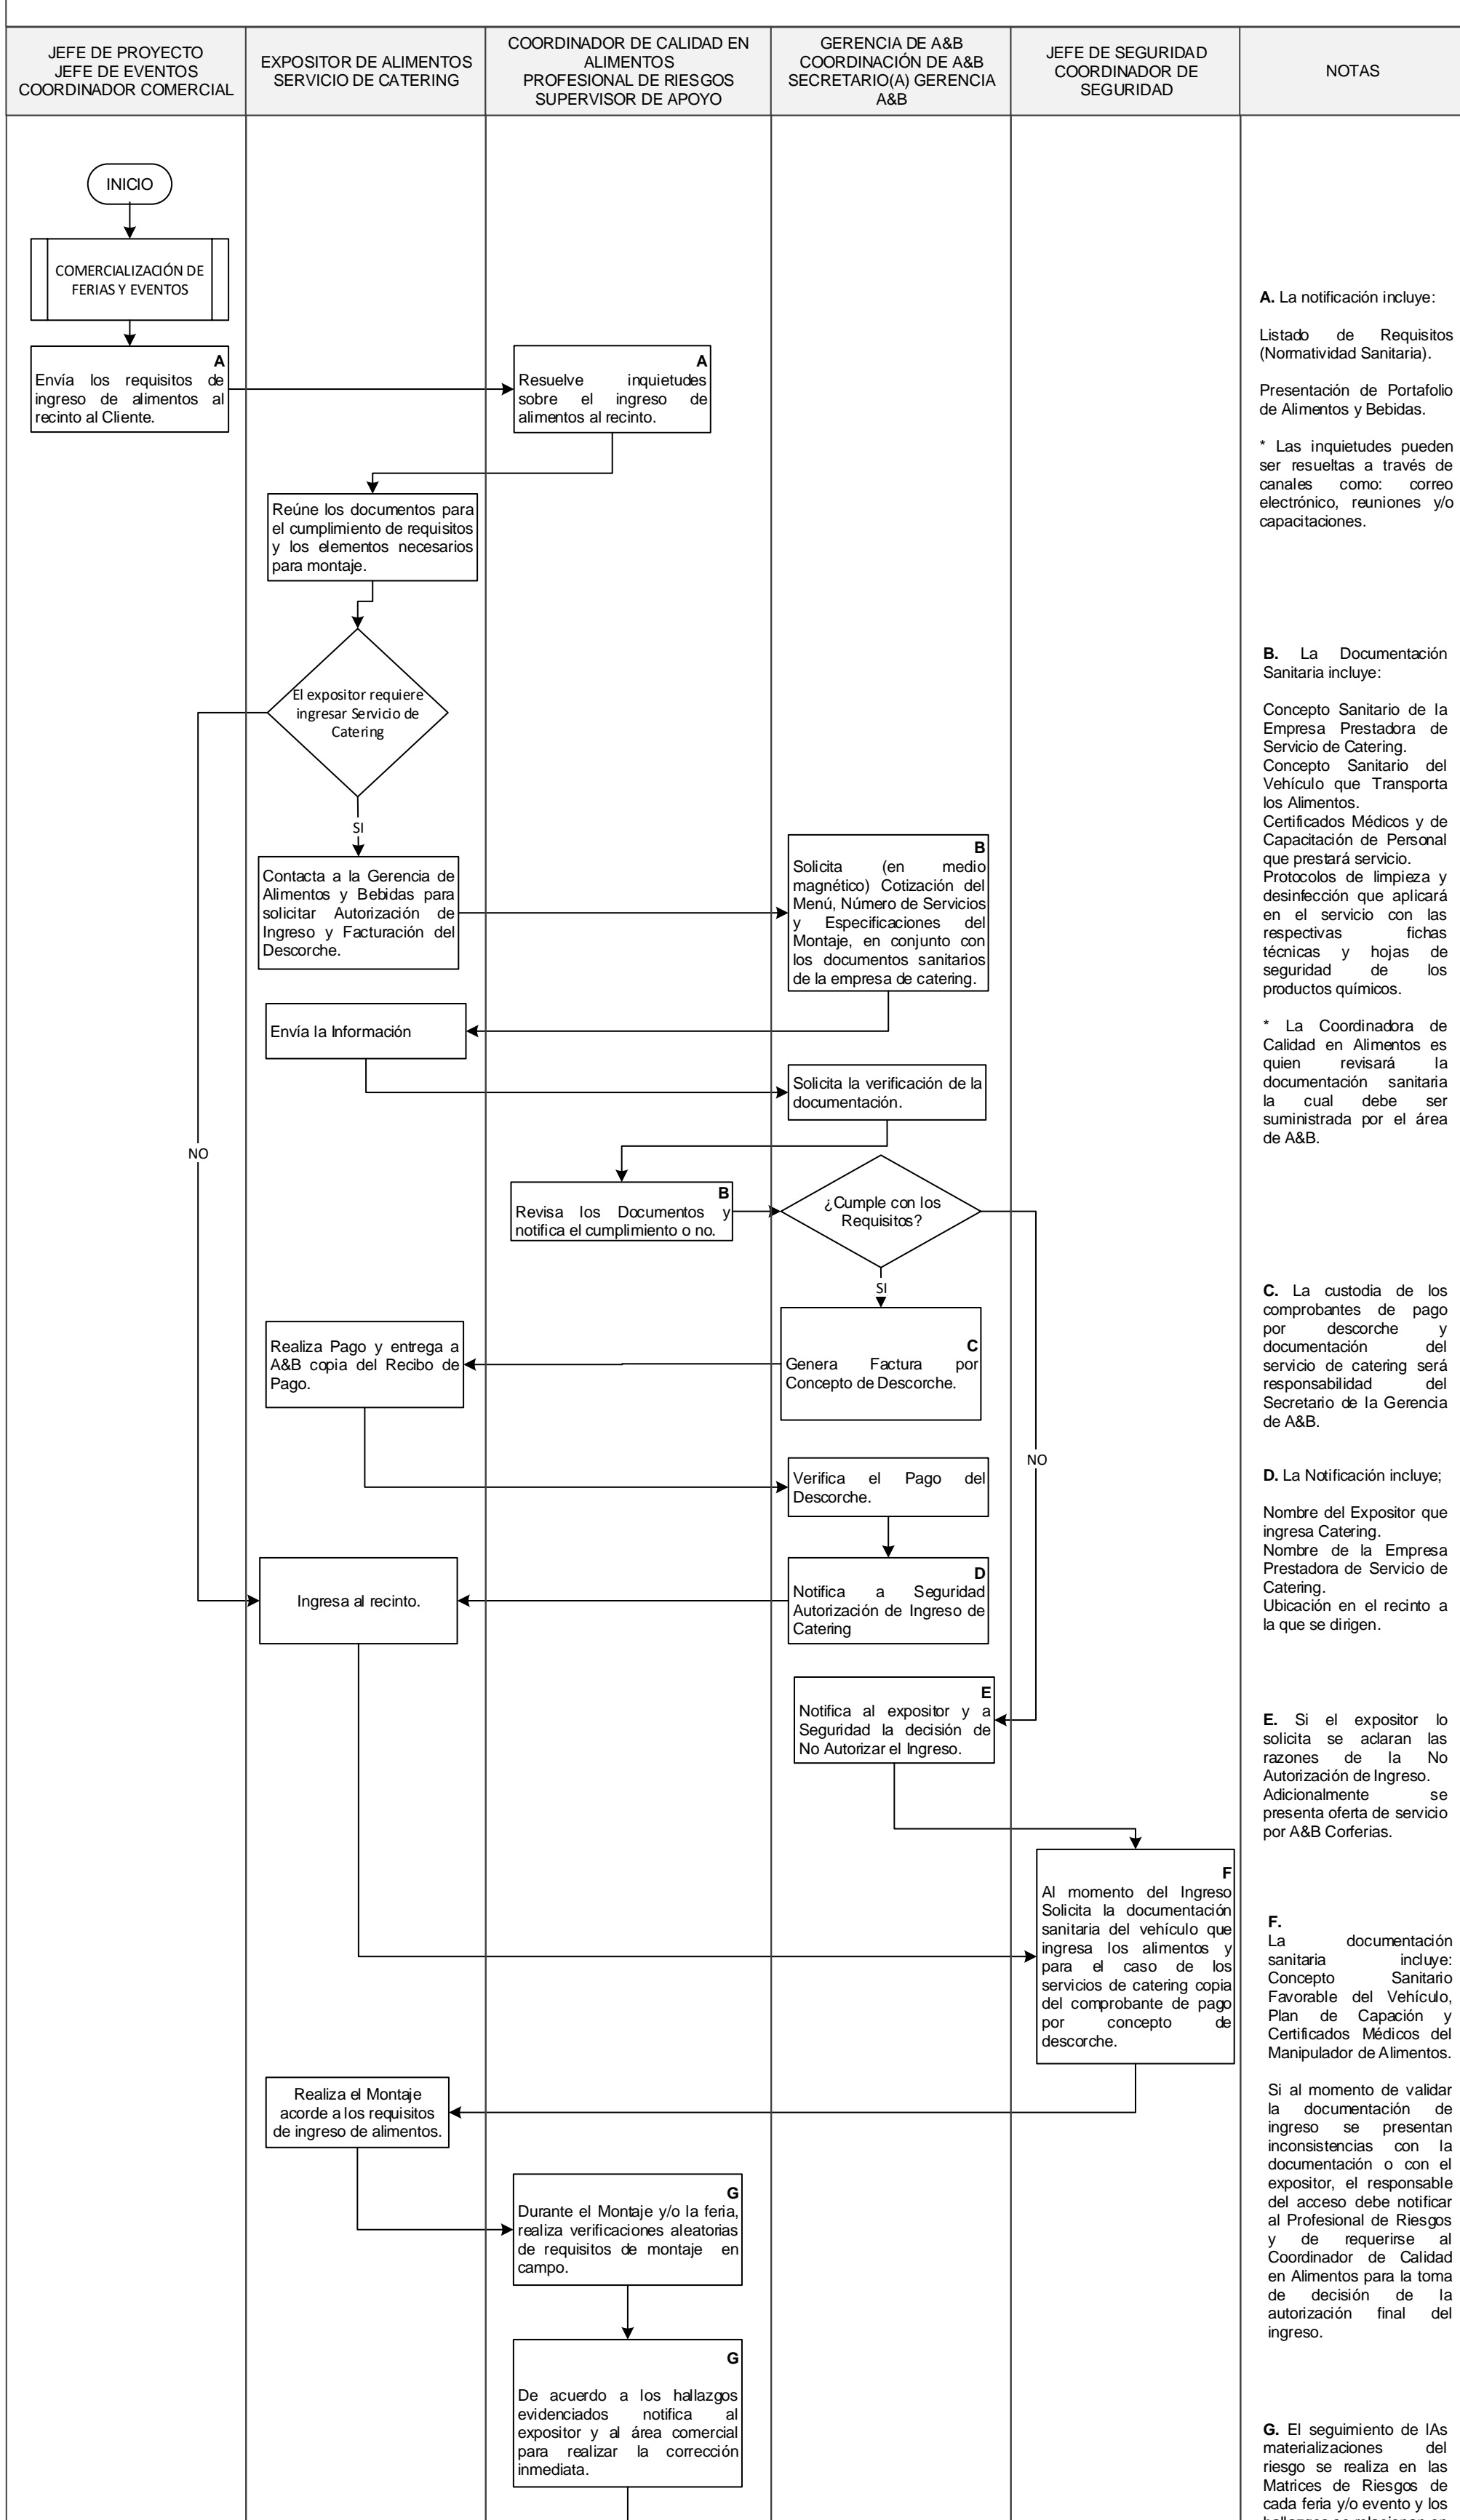 JEFE DE PROYECTO
JEFE DE EVENTOS
COORDINADOR COMERCIAL
EXPOSITOR DE ALIMENTOS
SERVICIO DE CATERING
COORDINADOR DE CALIDAD EN
ALIMENTOS
PROFESIONAL DE RIESGOS
SUPERVISOR DE APOYO
GERENCIA DE A&B
COORDINACIÓN DE A&B
SECRETARIO(A) GERENCIA
A&B
JEFE DE SEGURIDAD
COORDINADOR DE
SEGURIDAD
NOTAS
INICIO
COMERCIALIZACIÓN DE
FERIAS Y EVENTOS
A
Envía los requisitos de
ingreso de alimentos al
recinto al Cliente.
A
Resuelve inquietudes
sobre el ingreso de
alimentos al recinto.
Reúne los documentos para
el cumplimiento de requisitos
y los elementos necesarios
para montaje.
El expositor requiere
ingresar Servicio de
Catering
SI
NO
Contacta a la Gerencia de
Alimentos y Bebidas para
solicitar Autorización de
Ingreso y Facturación del
Descorche.
B
Solicita (en medio
magnético) Cotización del
Menú, Número de Servicios
y Especificaciones del
Montaje, en conjunto con
los documentos sanitarios
de la empresa de catering.
Envía la Información
Solicita la verificación de la
documentación.
B
Revisa los Documentos y
notifica el cumplimiento o no.
¿Cumple con los
Requisitos?
SI
NO
C
Genera Factura por
Concepto de Descorche.
Realiza Pago y entrega a
A&B copia del Recibo de
Pago.
Verifica el Pago del
Descorche.
D
Notifica a Seguridad
Autorización de Ingreso de
Catering
Ingresa al recinto.
E
Notifica al expositor y a
Seguridad la decisión de
No Autorizar el Ingreso.
F
Al momento del Ingreso
Solicita la documentación
sanitaria del vehículo que
ingresa los alimentos y
para el caso de los
servicios de catering copia
del comprobante de pago
por concepto de
descorche.
Realiza el Montaje
acorde a los requisitos
de ingreso de alimentos.
G
Durante el Montaje y/o la feria,
realiza verificaciones aleatorias
de requisitos de montaje en
campo.
G
De acuerdo a los hallazgos
evidenciados notifica al
expositor y al área comercial
para realizar la corrección
inmediata.
A. La notificación incluye:
Listado de Requisitos
(Normatividad Sanitaria).
Presentación de Portafolio
de Alimentos y Bebidas.
* Las inquietudes pueden
ser resueltas a través de
canales como: correo
electrónico, reuniones y/o
capacitaciones.
B. La Documentación
Sanitaria incluye:
Concepto Sanitario de la
Empresa Prestadora de
Servicio de Catering.
Concepto Sanitario del
Vehículo que Transporta
los Alimentos.
Certificados Médicos y de
Capacitación de Personal
que prestará servicio.
Protocolos de limpieza y
desinfección que aplicará
en el servicio con las
respectivas fichas
técnicas y hojas de
seguridad de los
productos químicos.
* La Coordinadora de
Calidad en Alimentos es
quien revisará la
documentación sanitaria
la cual debe ser
suministrada por el área
de A&B.
C. La custodia de los
comprobantes de pago
por descorche y
documentación del
servicio de catering será
responsabilidad del
Secretario de la Gerencia
de A&B.
D. La Notificación incluye;
Nombre del Expositor que
ingresa Catering.
Nombre de la Empresa
Prestadora de Servicio de
Catering.
Ubicación en el recinto a
la que se dirigen.
E. Si el expositor lo
solicita se aclaran las
razones de la No
Autorización de Ingreso.
Adicionalmente se
presenta oferta de servicio
por A&B Corferias.
F.
La documentación
sanitaria incluye:
Concepto Sanitario
Favorable del Vehículo,
Plan de Capación y
Certificados Médicos del
Manipulador de Alimentos.
Si al momento de validar
la documentación de
ingreso se presentan
inconsistencias con la
documentación o con el
expositor, el responsable
del acceso debe notificar
al Profesional de Riesgos
y de requerirse al
Coordinador de Calidad
en Alimentos para la toma
de decisión de la
autorización final del
ingreso.
G. El seguimiento de lAs
materializaciones del
riesgo se realiza en las
Matrices de Riesgos de
cada feria y/o evento y los